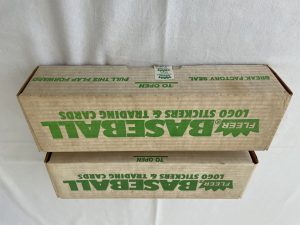 BREAK FACTORY SEAL
TO OPEN
PULL THIS FLAP FORWARD
FLEER BASEBALL
LOGO STICKERS & TRADING CARDS
TO OPEN
FLEER BASEBALL
LOGO STICKERS & TRADING CARDS